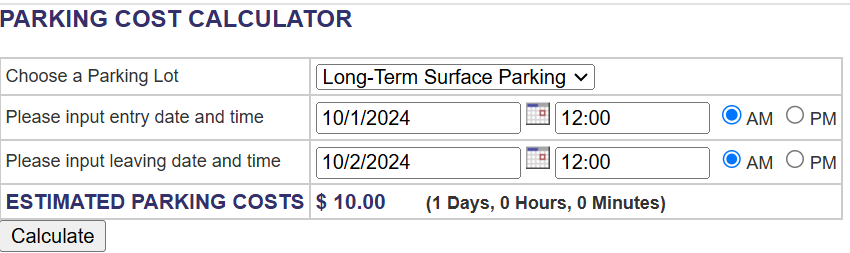 PARKING COST CALCULATOR
Choose a Parking Lot Long-Term Surface Parking
Please input entry date and time 10/1/2024 12:00 AM PM
Please input leaving date and time 10/2/2024 12:00 AM PM
ESTIMATED PARKING COSTS $ 10.00 (1 Days, 0 Hours, 0 Minutes)
Calculate